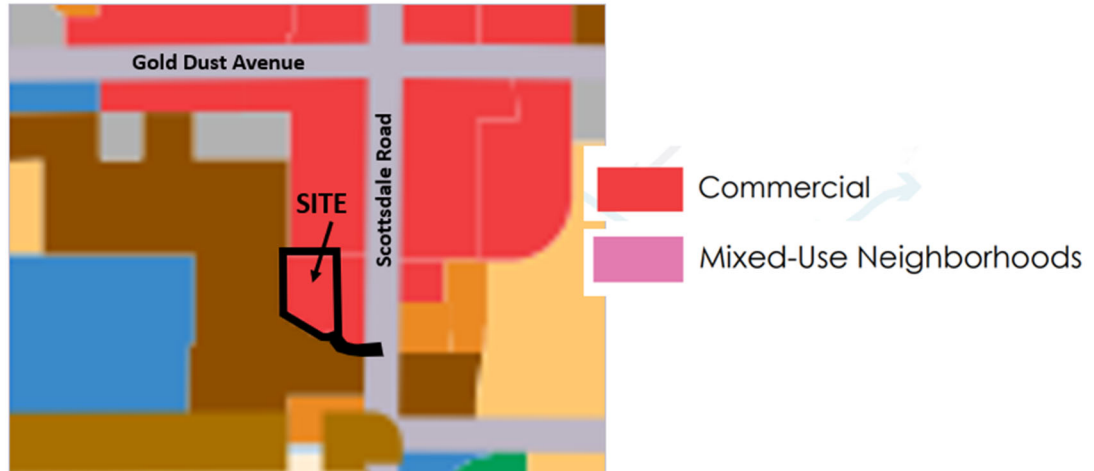 Gold Dust Avenue
Scottsdale Road
SITE
Commercial
Mixed-Use Neighborhoods